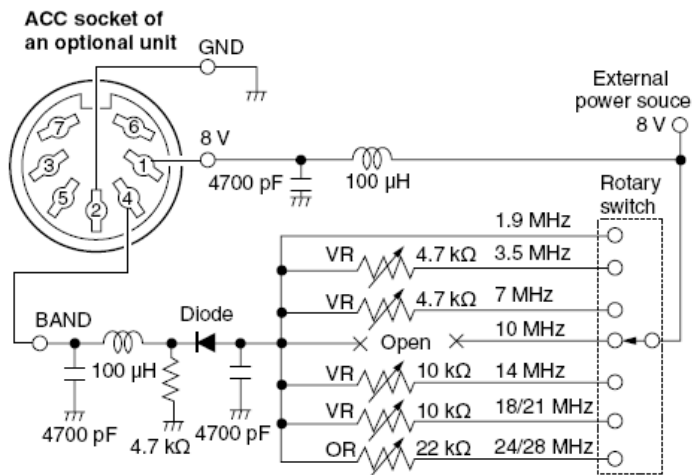 ACC socket of
an optional unit
GND
External
power souce
8 V
7
6
3
1
5
4
2
8 V
4700 pF
100 µH
Rotary
switch
1.9 MHz
VR
4.7 kΩ
3.5 MHz
VR
4.7 kΩ
7 MHz
BAND
Diode
Open
10 MHz
100 µH
VR
10 kΩ
14 MHz
VR
10 kΩ
18/21 MHz
4700 pF
4.7 kΩ
4700 pF
OR
22 kΩ
24/28 MHz